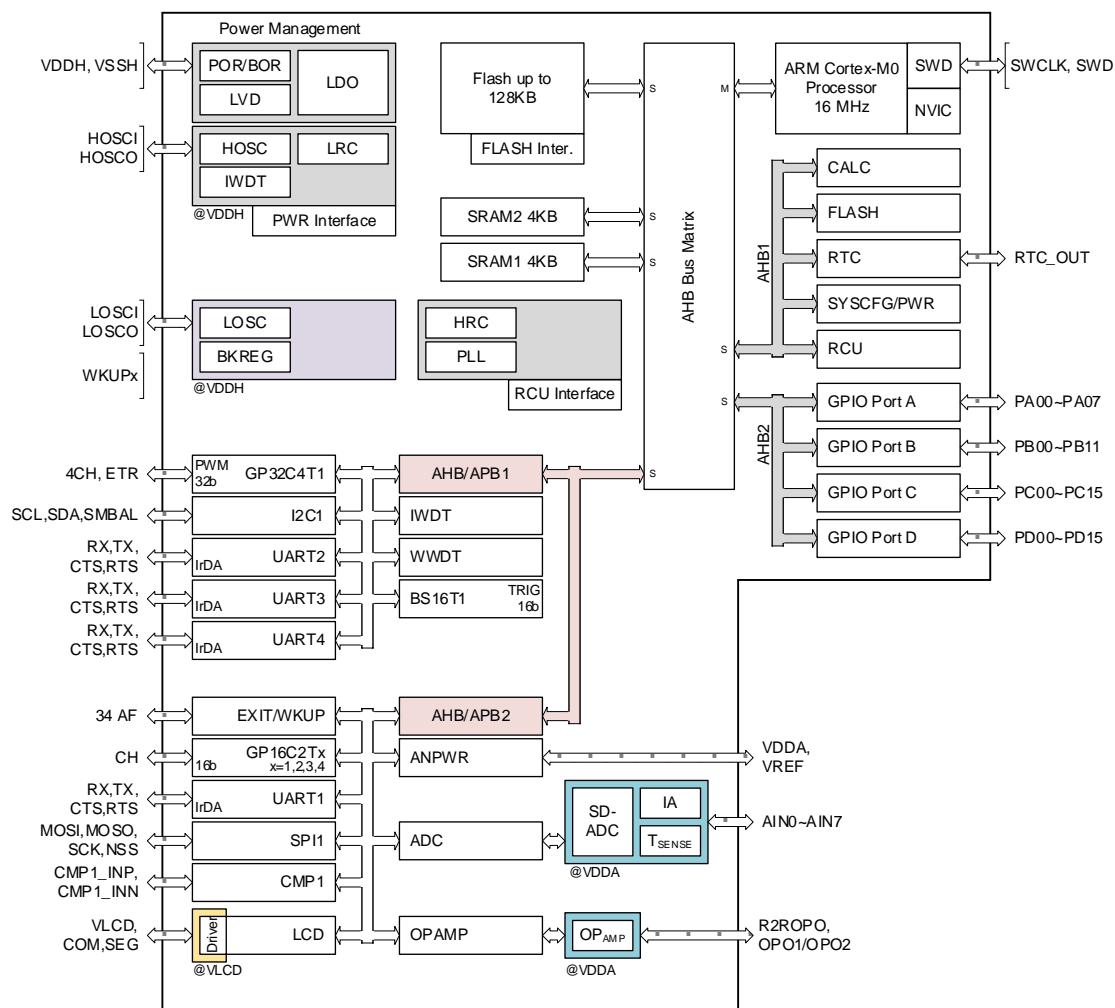 Power Management
VDDH, VSSH
POR/BOR
LVD
LDO
HOSCI
HOSCO
HOSC
LRC
IWDT
@VDDH
PWR Interface
LOSCI
LOSCO
WKUPx
LOSC
BKREG
@VDDH
HRC
PLL
RCU Interface
Flash up to
128KB
FLASH Inter.
SRAM2 4KB
SRAM1 4KB
AHB Bus Matrix
S
S
S
S
M
S
S
ARM Cortex-M0
Processor
16 MHz
SWD
NVIC
SWCLK, SWD
AHB1
CALC
FLASH
RTC
RTC_OUT
SYSCFG/PWR
RCU
AHB2
GPIO Port A
PA00~PA07
GPIO Port B
PB00~PB11
GPIO Port C
PC00~PC15
GPIO Port D
PD00~PD15
4CH, ETR
PWM
32b
GP32C4T1
AHB/APB1
SCL,SDA,SMBAL
I2C1
IWDT
RX,TX,
CTS,RTS
IrDA
UART2
WWDT
RX,TX,
CTS,RTS
IrDA
UART3
BS16T1
TRIG
16b
RX,TX,
CTS,RTS
IrDA
UART4
34 AF
EXIT/WKUP
AHB/APB2
CH
16b
GP16C2Tx
x=1,2,3,4
ANPWR
VDDA,
VREF
RX,TX,
CTS,RTS
IrDA
UART1
MOSI,MOSO,
SCK,NSS
SPI1
ADC
SD-
ADC
IA
TSENSE
@VDDA
AIN0~AIN7
CMP1_INP,
CMP1_INN
CMP1
VLCD,
COM,SEG
Driver
LCD
@VLCD
OPAMP
OPAMP
@VDDA
R2ROPO,
OPO1/OPO2